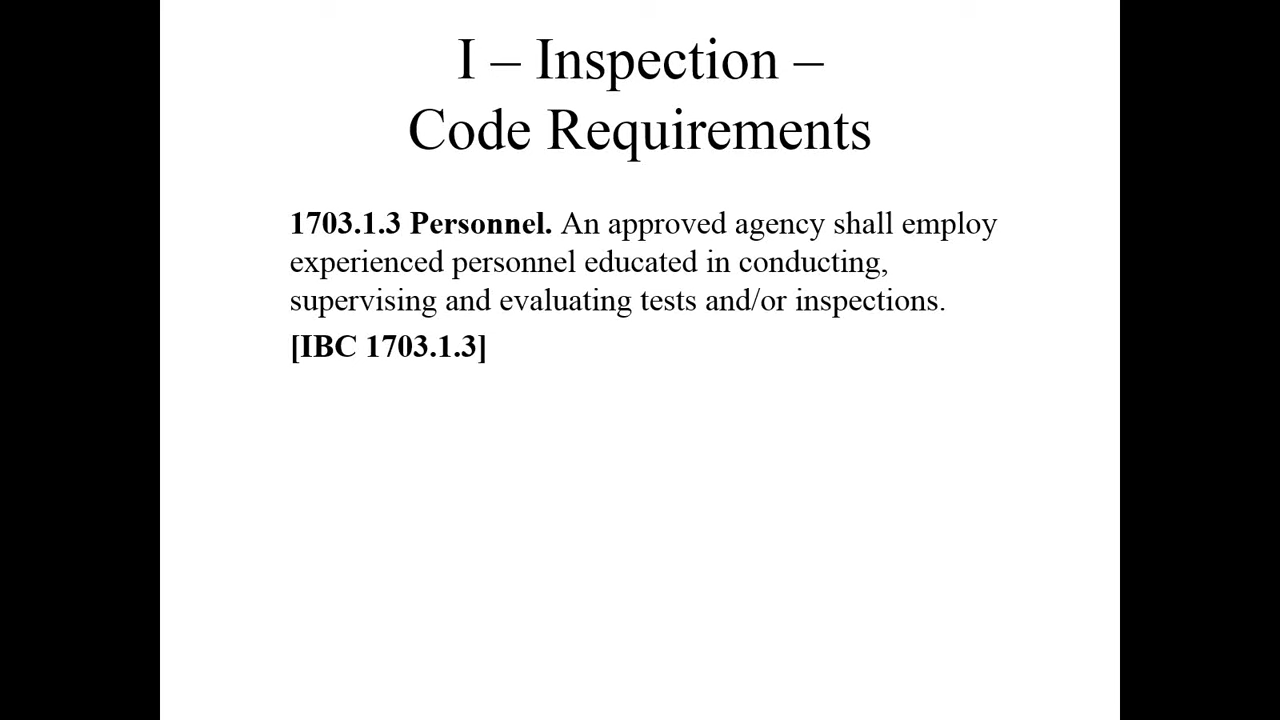 I – Inspection –
Code Requirements
1703.1.3 Personnel. An approved agency shall employ
experienced personnel educated in conducting,
supervising and evaluating tests and/or inspections.
[IBC 1703.1.3]